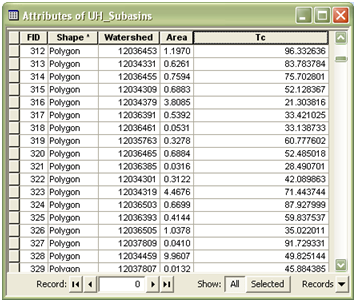 Attributes of UH_Subasins
FID Shape * Watershed Area Tc
312 Polygon 12036453 1.1970 96.332636
313 Polygon 12034331 0.6261 83.783784
314 Polygon 12036455 0.7594 75.702801
315 Polygon 12034309 0.6883 52.128367
316 Polygon 12034379 3.8085 21.303816
317 Polygon 12036391 0.5392 33.421025
318 Polygon 12036461 0.0531 33.138733
319 Polygon 12035763 0.3278 60.777602
320 Polygon 12036465 0.6884 52.485018
321 Polygon 12036385 0.0316 28.490701
322 Polygon 12034301 0.3122 42.089863
323 Polygon 12034319 4.4676 71.443744
324 Polygon 12036503 0.6699 87.927999
325 Polygon 12036393 0.4144 59.837537
326 Polygon 12036505 1.0378 35.022011
327 Polygon 12037809 0.0410 91.729331
328 Polygon 12034459 9.9607 49.825144
329 Polygon 12037807 0.0132 45.884385
Record: 0 Show: All Selected Records